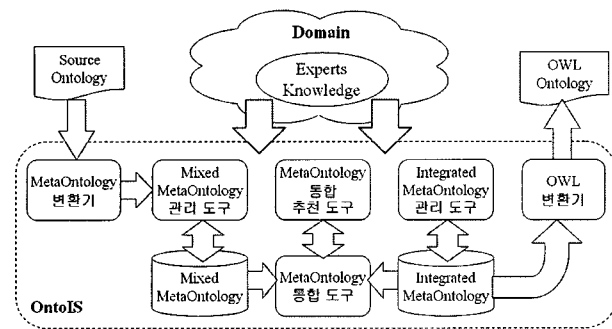 Domain
Source
Ontology
Experts
Knowledge
OWL
Ontology
MetaOntology
변환기
Mixed
MetaOntology
관리 도구
MetaOntology
통합
추천 도구
Integrated
MetaOntology
관리 도구
OWL
변환기
Mixed
MetaOntology
MetaOntology
통합 도구
Integrated
MetaOntology
OntoIS